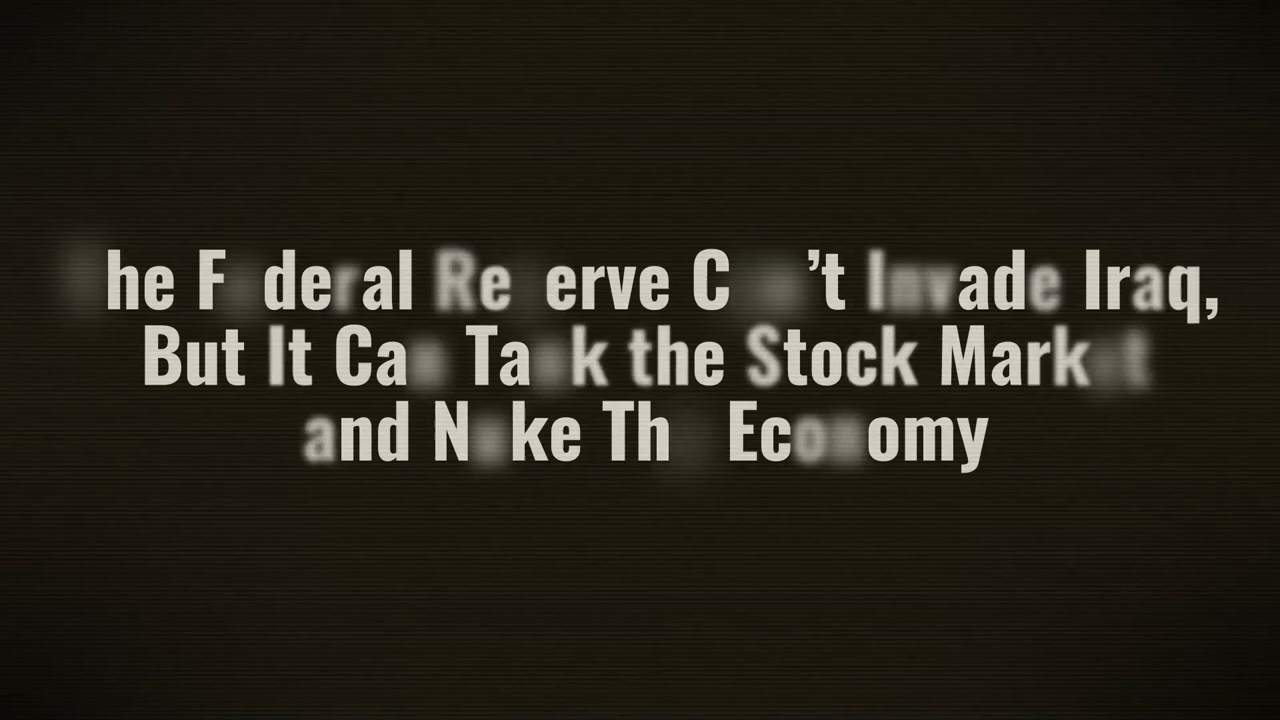 The Federal Reserve Can’t Invade Iraq,
But It Can Tank the Stock Market
and Nuke The Economy